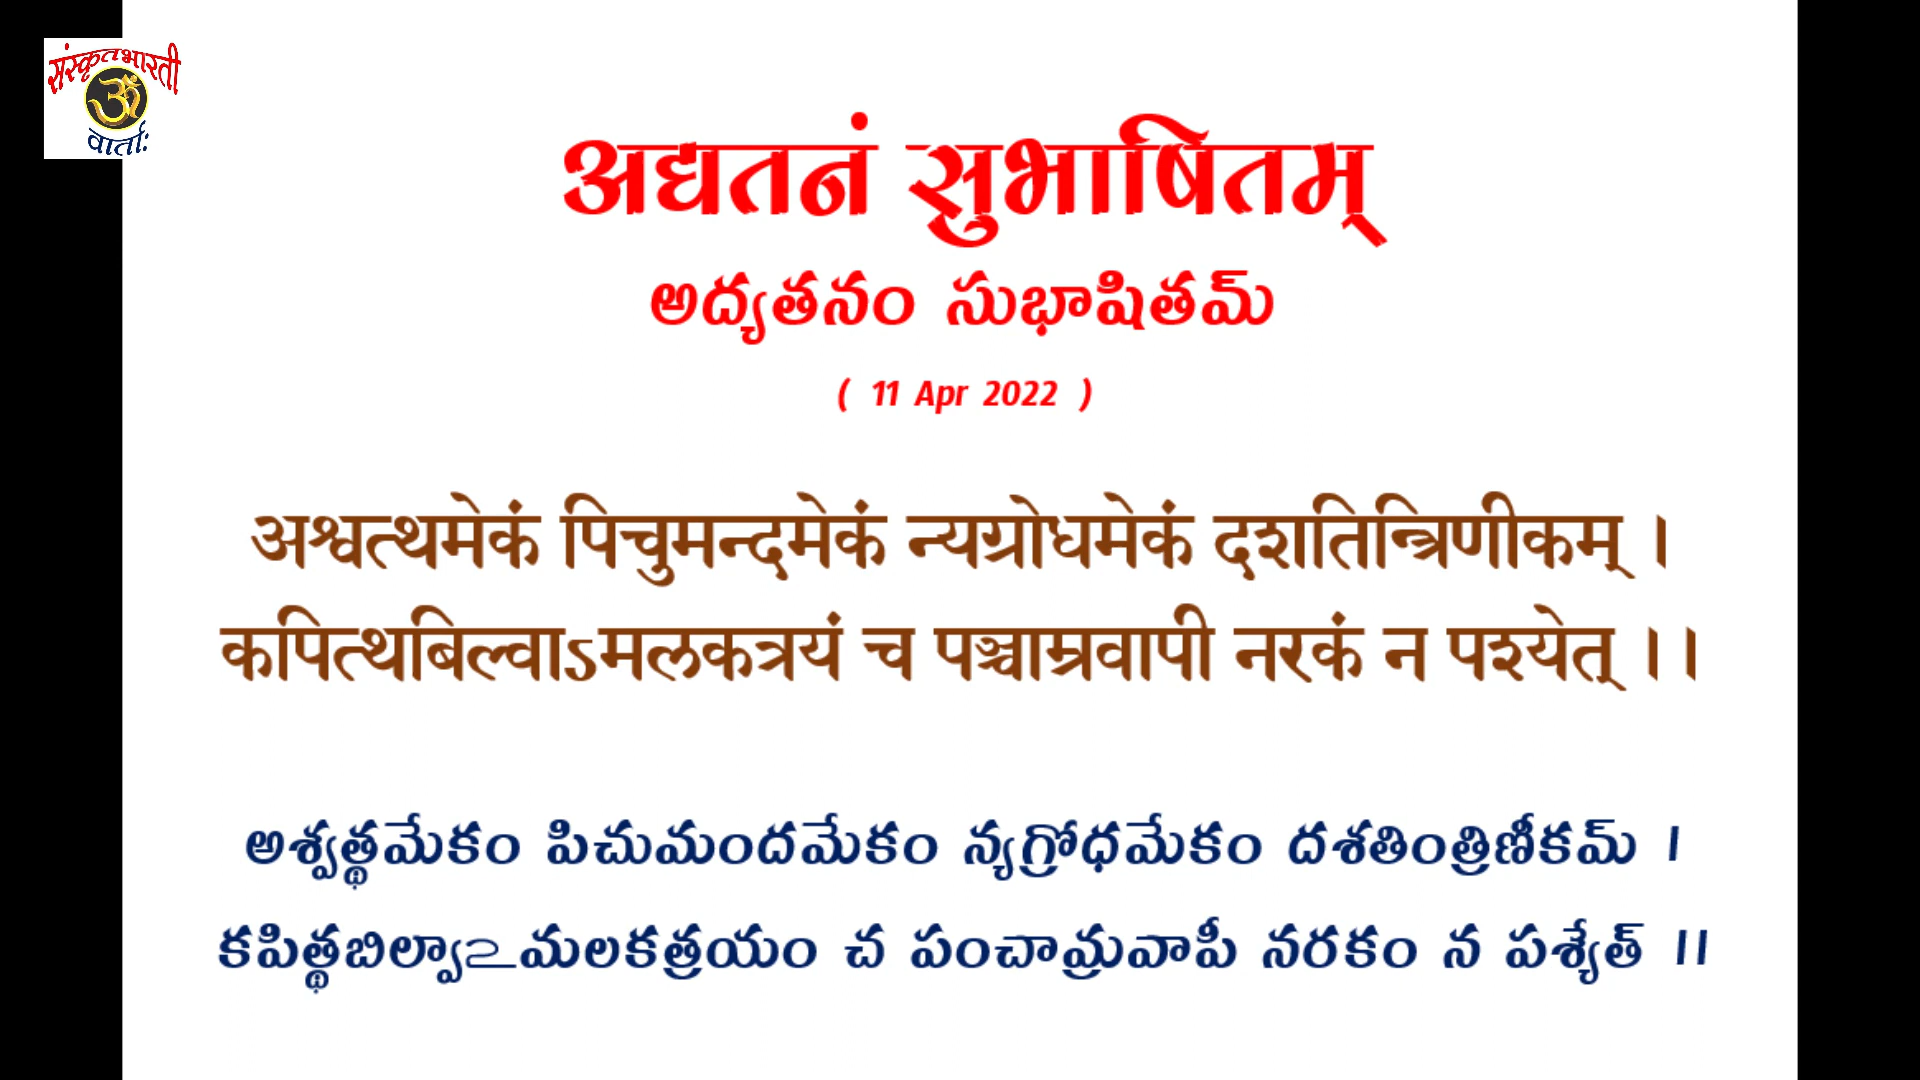 संस्कृतभारती
ॐ
वार्ताः
अद्यतनं सुभाषितम्
అద్యతనం సుభాషితమ్
( 11 Apr 2022 )
अश्वत्थमेकं पिचुमन्दमेकं न्यग्रोधमेकं दशतिन्त्रिणीकम् ।
कपित्थबिल्वाऽमलकत्रयं च पञ्चाम्रवापी नरकं न पश्येत् ।।
అశ్వత్థమేకం పిచుమందమేకం న్యగ్రోధమేకం దశతింత్రిణీకమ్ ।
కపిత్థబిల్వాఽమలకత్రయం చ పంచామ్రవాపీ నరకం న పశ్యేత్ ।।